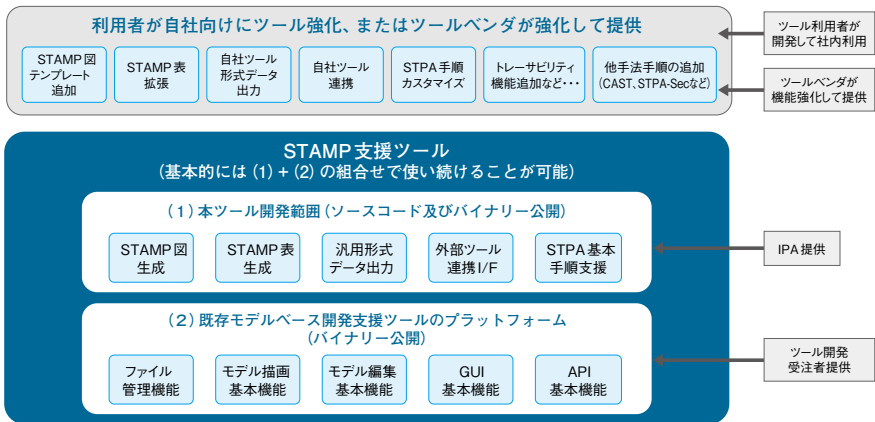 利用者が自社向けにツール強化、またはツールベンダが強化して提供
STAMP図
テンプレート
追加
STAMP表
拡張
自社ツール
形式データ
出力
自社ツール
連携
STPA手順
カスタマイズ
トレーサビリティ
機能追加など・・・
他手法手順の追加
(CAST、STPA-Secなど)
ツール利用者が
開発して社内利用
ツールベンダが
機能強化して提供
STAMP支援ツール
(基本的には(1)+(2)の組合せで使い続けることが可能)
(1)本ツール開発範囲(ソースコード及びバイナリー公開)
STAMP図
生成
STAMP表
生成
汎用形式
データ出力
外部ツール
連携I/F
STPA基本
手順支援
IPA提供
(2)既存モデルベース開発支援ツールのプラットフォーム
(バイナリー公開)
ファイル
管理機能
モデル描画
基本機能
モデル編集
基本機能
GUI
基本機能
API
基本機能
ツール開発
受注者提供